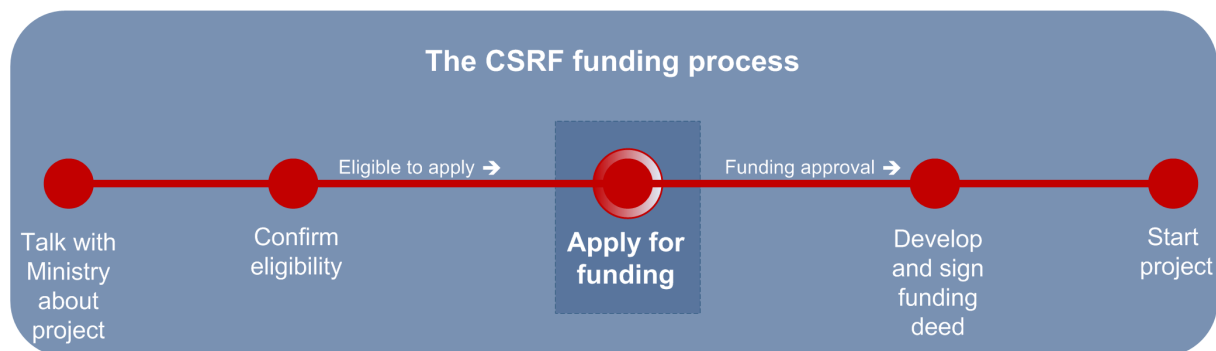 The CSRF funding process
Eligible to apply →
Funding approval →
Talk with
Ministry
about
project
Confirm
eligibility
Apply for
funding
Develop
and sign
funding
deed
Start
project